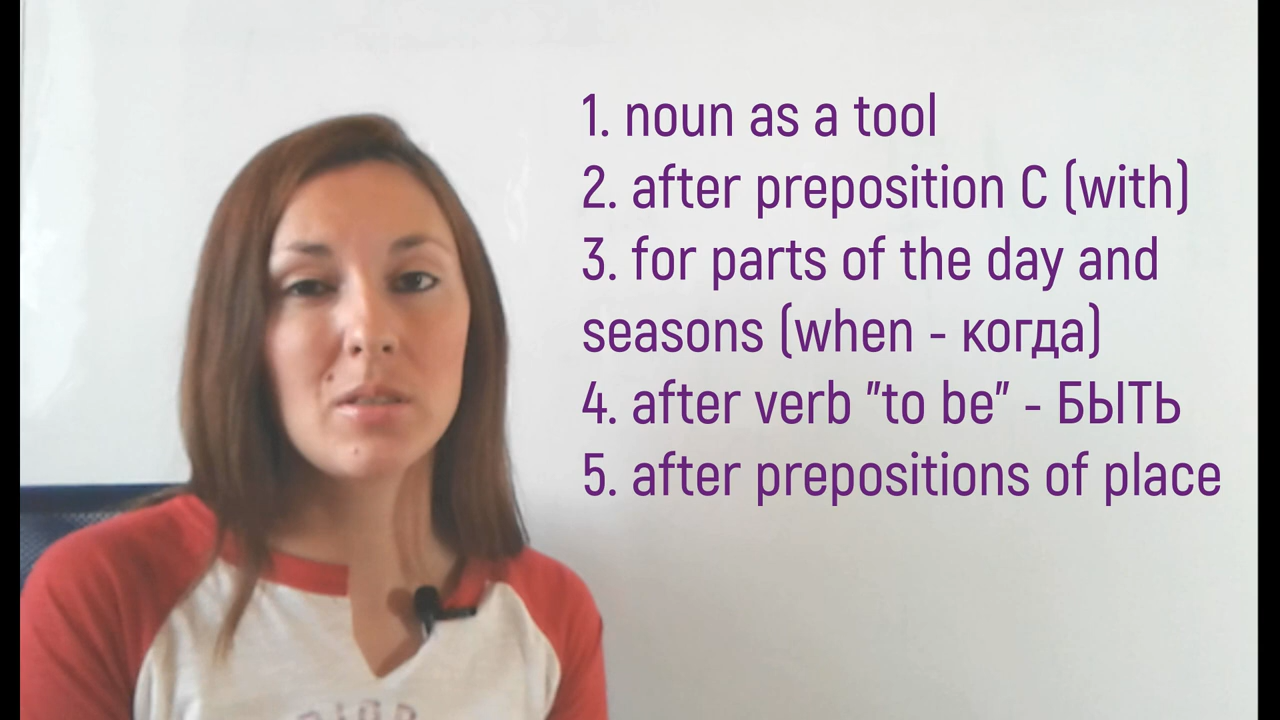 1. noun as a tool
2. after preposition С (with)
3. for parts of the day and
seasons (when - когда)
4. after verb "to be" - БЫТЬ
5. after prepositions of place